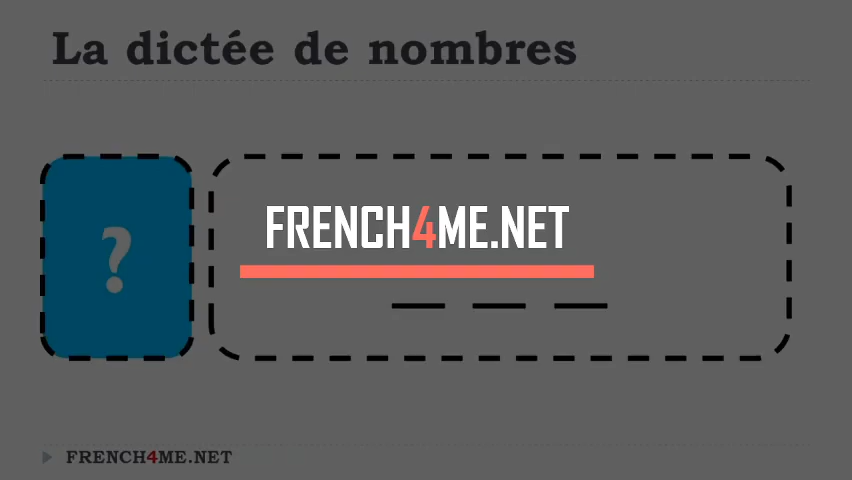 La dictée de nombres
?
FRENCH4ME.NET
FRENCH4ME.NET